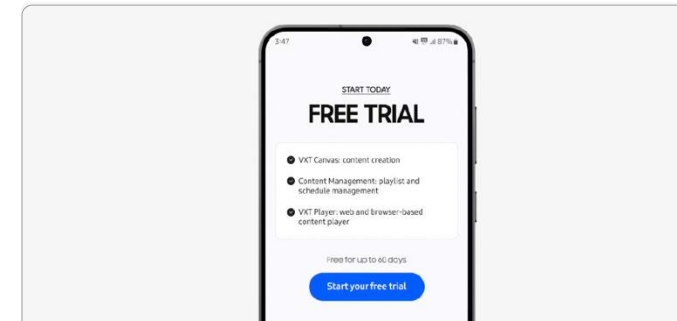 3:47
87%
START TODAY
FREE TRIAL
VXT Canvas: content creation
Content Management: playlist and
schedule management
VXT Player: web and browser-based
content player
Free for up to 60 days
Start your free trial